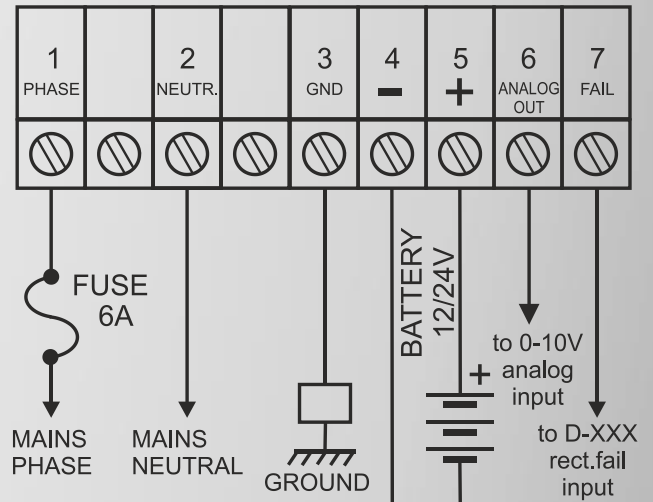 1
PHASE
2
NEUTR.
3
GND
4
−
5
+
6
ANALOG
OUT
7
FAIL
FUSE
6A
BATTERY
12/24V
to 0-10V
analog
input
+
MAINS
PHASE
MAINS
NEUTRAL
GROUND
to D-XXX
rect.fail
input